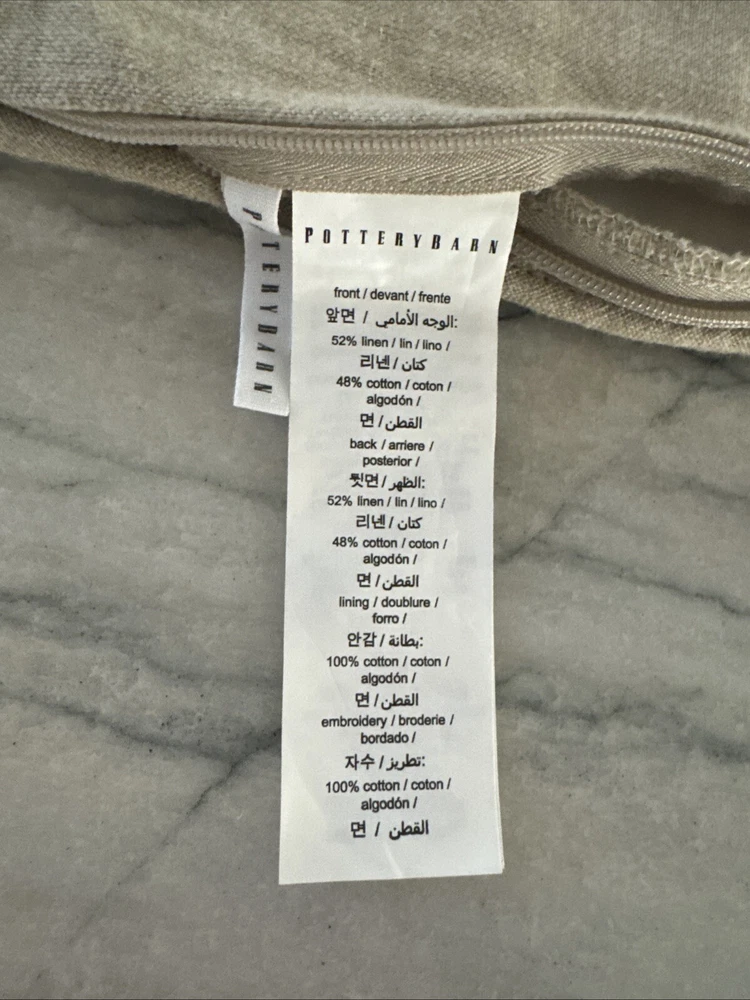 POTTERYBARN
POTTERYBARN
front / devant / frente
앞면 / الوجه الأمامي:
52% linen / lin / lino /
리넨 / كتان
48% cotton / coton /
algodón /
면 / القطن
back / arriere /
posterior /
뒷면 / الظهر:
52% linen / lin / lino /
리넨 / كتان
48% cotton / coton /
algodón /
면 / القطن
lining / doublure /
forro /
안감 / بطانة:
100% cotton / coton /
algodón /
면 / القطن
embroidery / broderie /
bordado /
자수 / تطريز:
100% cotton / coton /
algodón /
면 / القطن